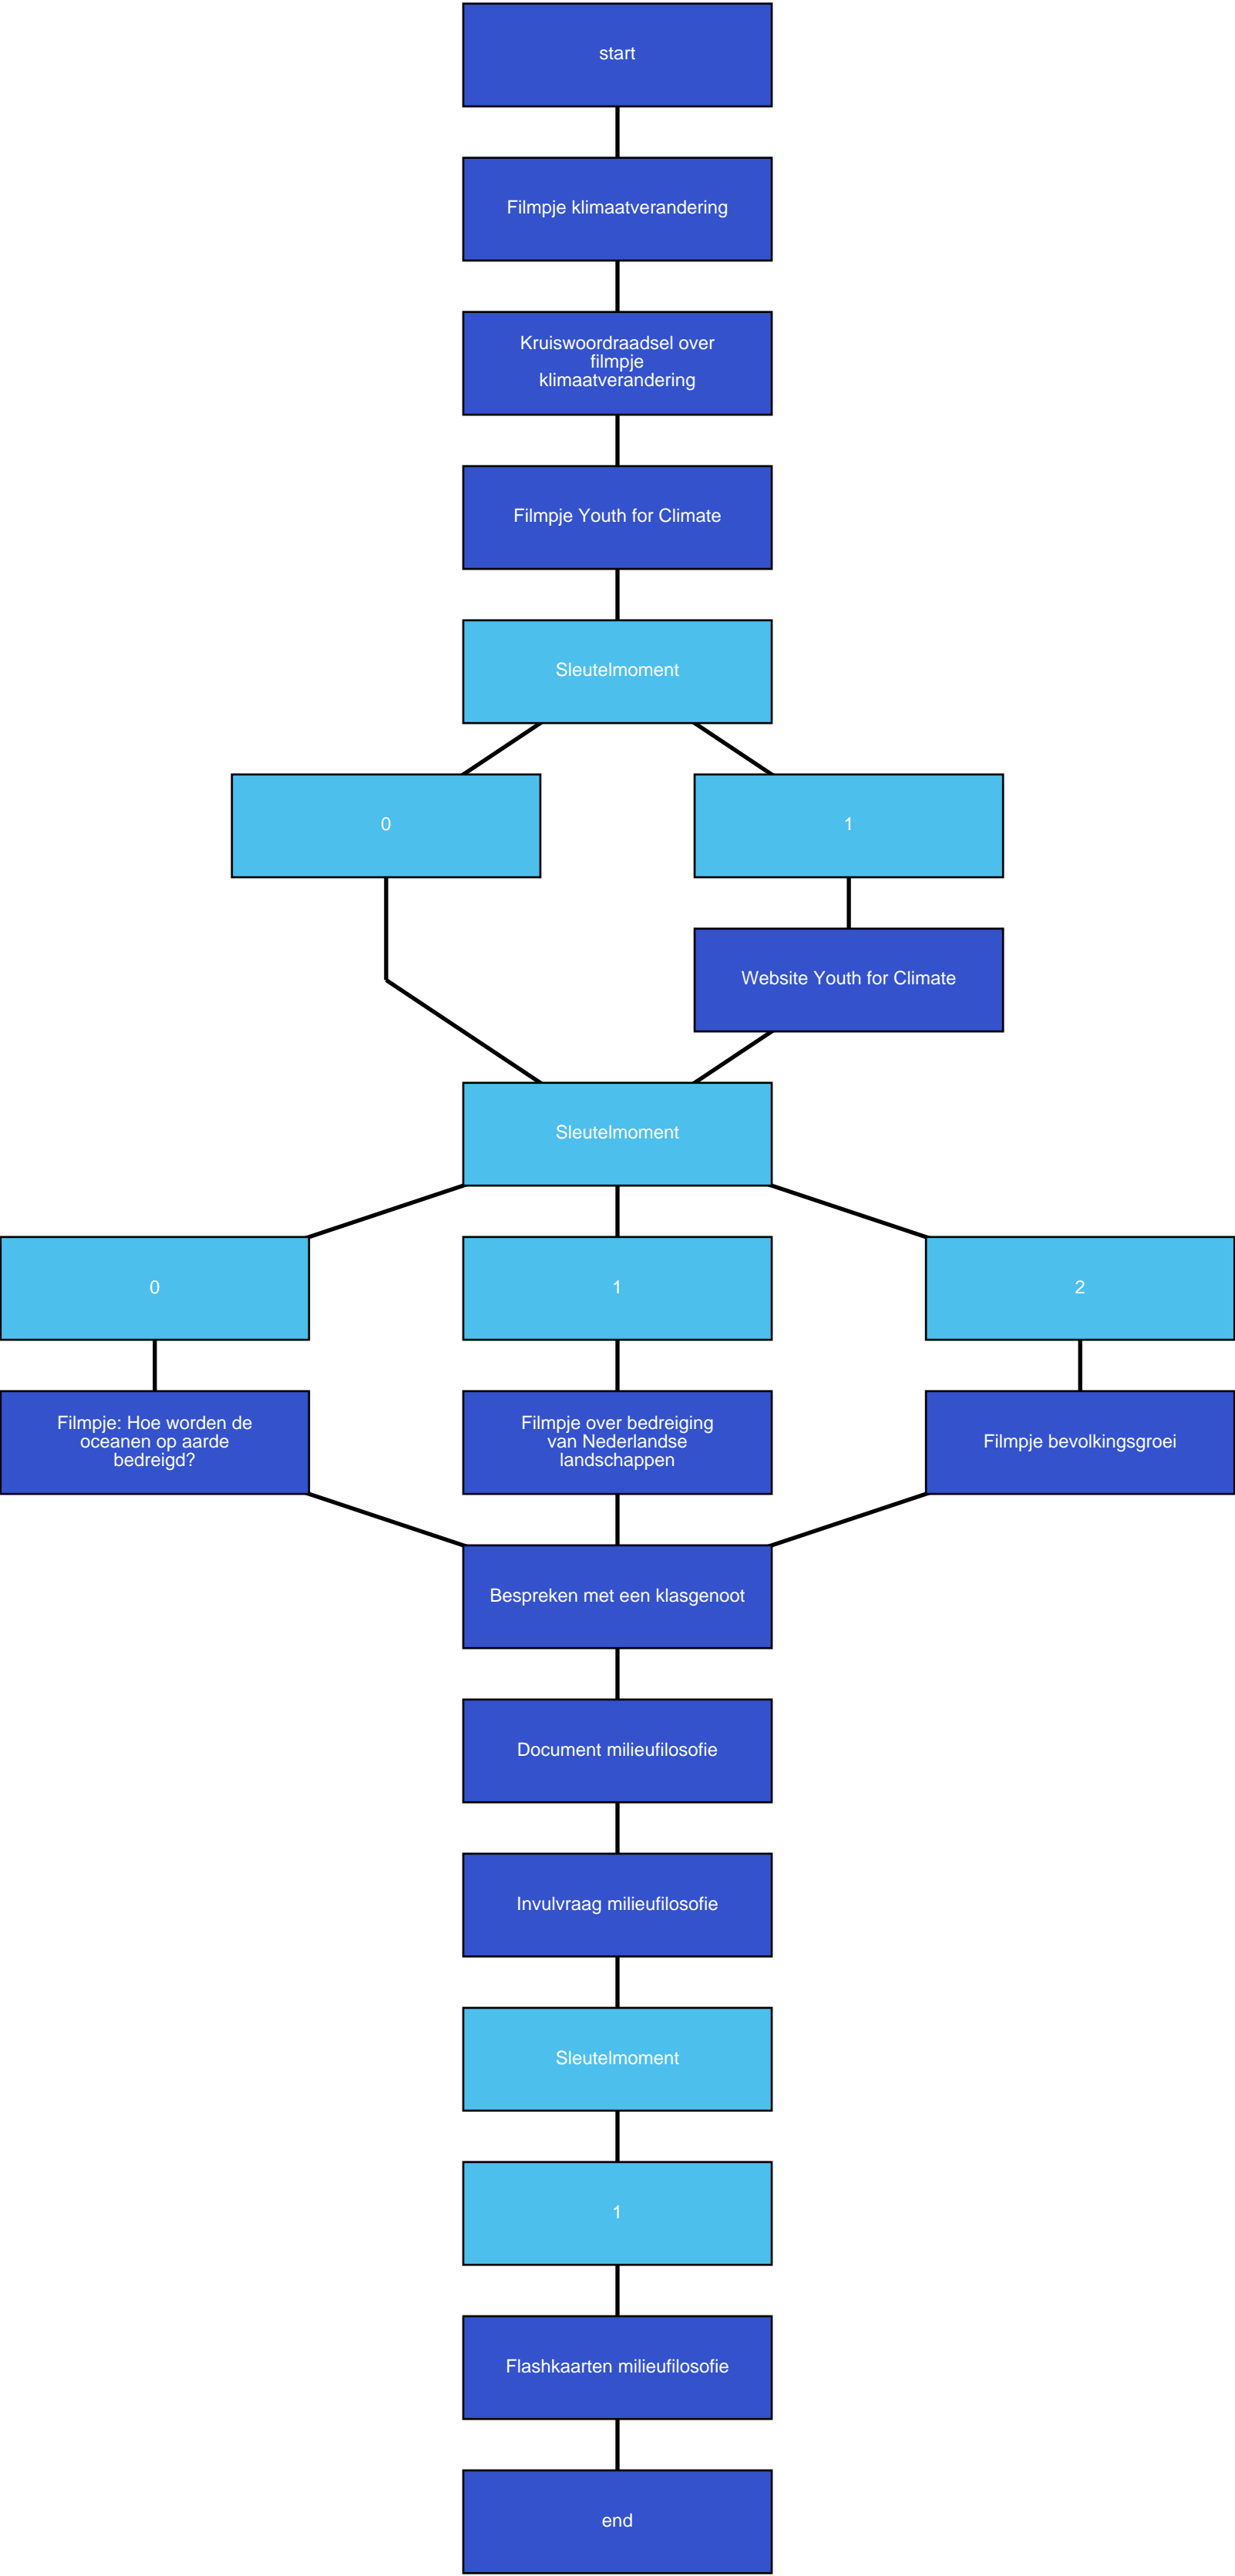 start
Filmpje klimaatverandering
Kruiswoordraadsel over
filmpje
klimaatverandering
Filmpje Youth for Climate
Sleutelmoment
0
1
Website Youth for Climate
Sleutelmoment
0
1
2
Filmpje: Hoe worden de
oceanen op aarde
bedreigd?
Filmpje over bedreiging
van Nederlandse
landschappen
Filmpje bevolkingsgroei
Bespreken met een klasgenoot
Document milieufilosofie
Invulvraag milieufilosofie
Sleutelmoment
1
Flashkaarten milieufilosofie
end